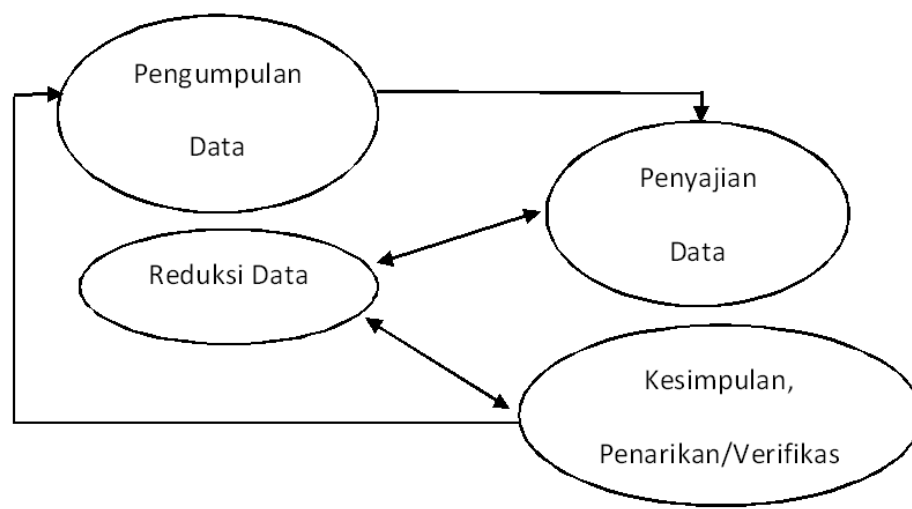 Pengumpulan
Data
Penyajian
Data
Reduksi Data
Kesimpulan,
Penarikan/Verifikas